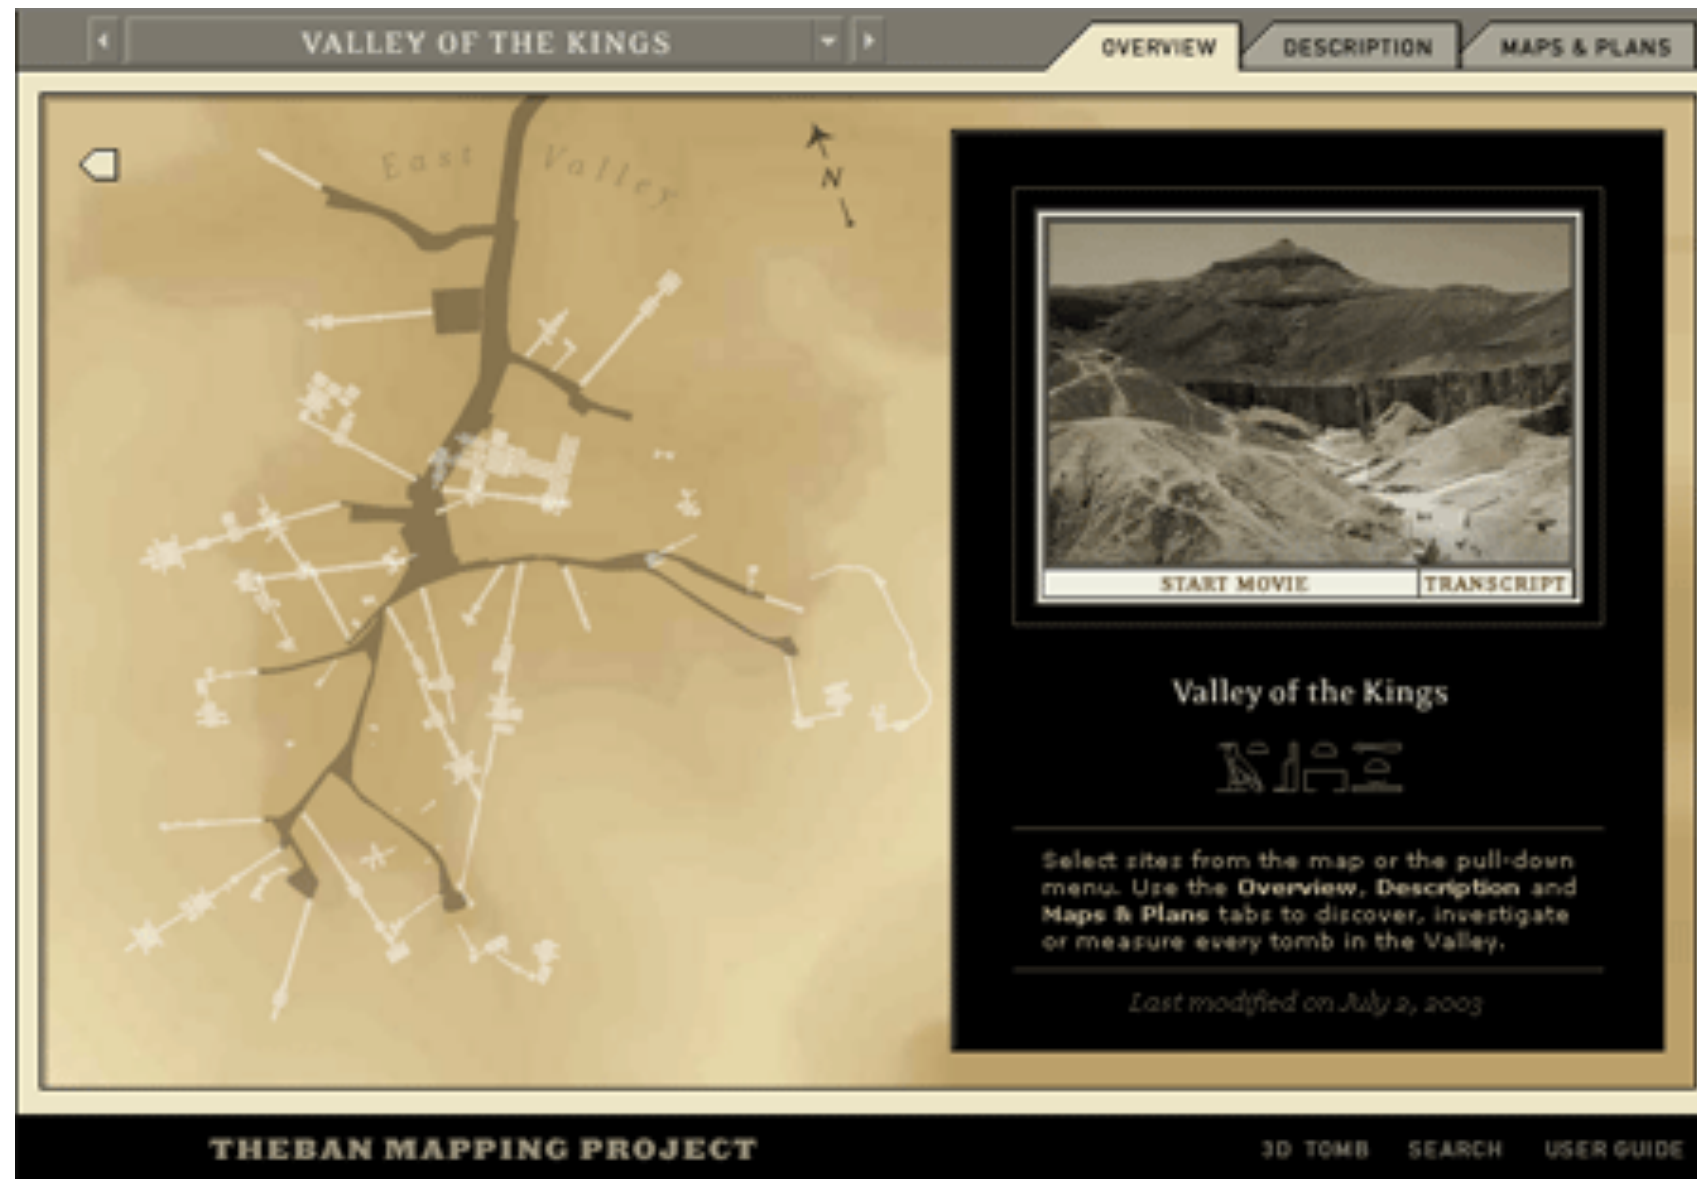 VALLEY OF THE KINGS
OVERVIEW
DESCRIPTION
MAPS & PLANS
East Valley
N
START MOVIE
TRANSCRIPT
Valley of the Kings
Select sites from the map or the pull-down
menu. Use the Overview, Description and
Maps & Plans tabs to discover, investigate
or measure every tomb in the Valley.
Last modified on July 2, 2003
THEBAN MAPPING PROJECT
3D TOMB
SEARCH
USER GUIDE